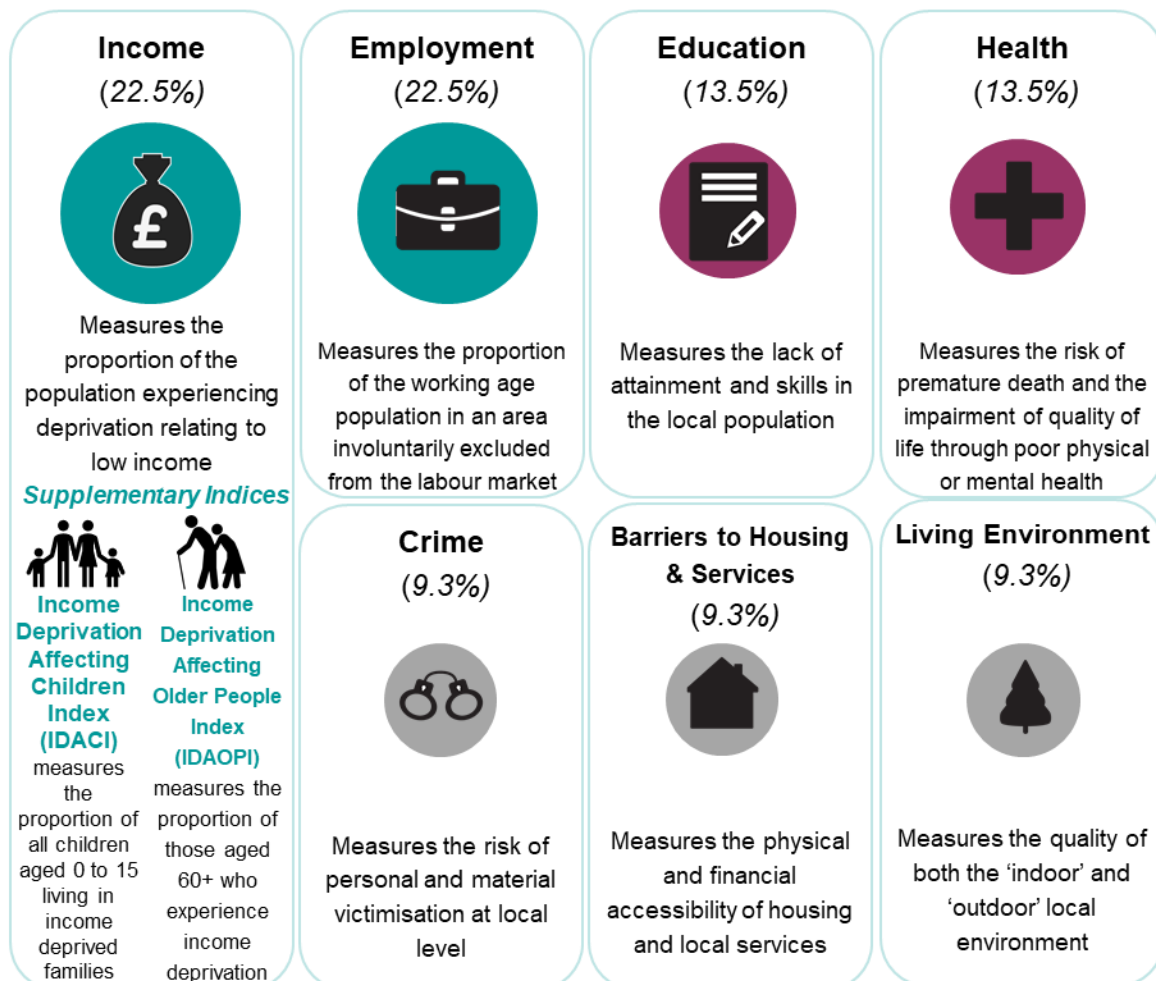 Income
(22.5%)
£
Measures the
proportion of the
population experiencing
deprivation relating to
low income
Supplementary Indices
Income
Deprivation
Affecting
Children
Index
(IDACI)
measures
the
proportion of
all children
aged 0 to 15
living in
income
deprived
families
Income
Deprivation
Affecting
Older People
Index
(IDAOPI)
measures the
proportion of
those aged
60+ who
experience
income
deprivation
Employment
(22.5%)
Measures the proportion
of the working age
population in an area
involuntarily excluded
from the labour market
Education
(13.5%)
Measures the lack of
attainment and skills in
the local population
Health
(13.5%)
Measures the risk of
premature death and the
impairment of quality of
life through poor physical
or mental health
Crime
(9.3%)
Measures the risk of
personal and material
victimisation at local
level
Barriers to Housing
& Services
(9.3%)
Measures the physical
and financial
accessibility of housing
and local services
Living Environment
(9.3%)
Measures the quality of
both the ‘indoor’ and
‘outdoor’ local
environment